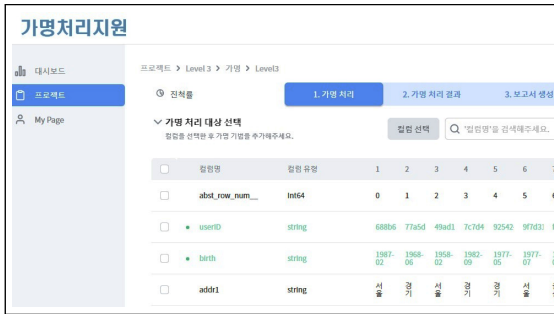 가명처리지원
대시보드
프로젝트
My Page
프로젝트 > Level 3 > 가명 > Level3
진척률
1. 가명 처리
2. 가명 처리 결과
3. 보고서 생성
가명 처리 대상 선택
컬럼을 선택한 후 가명 기법을 추가해주세요.
컬럼 선택
'컬럼명'을 검색해주세요.
컬럼명 컬럼 유형 1 2 3 4 5 6
abst_row_num__ int64 0 1 2 3 4 5
userID string 688b6 77a5d 49ad1 7c7d4 92542 9f7d3
birth string 1987-02 1968-06 1958-02 1982-09 1977-05 1977-07
addr1 string 서울 경기 서울 경기 경기 서울